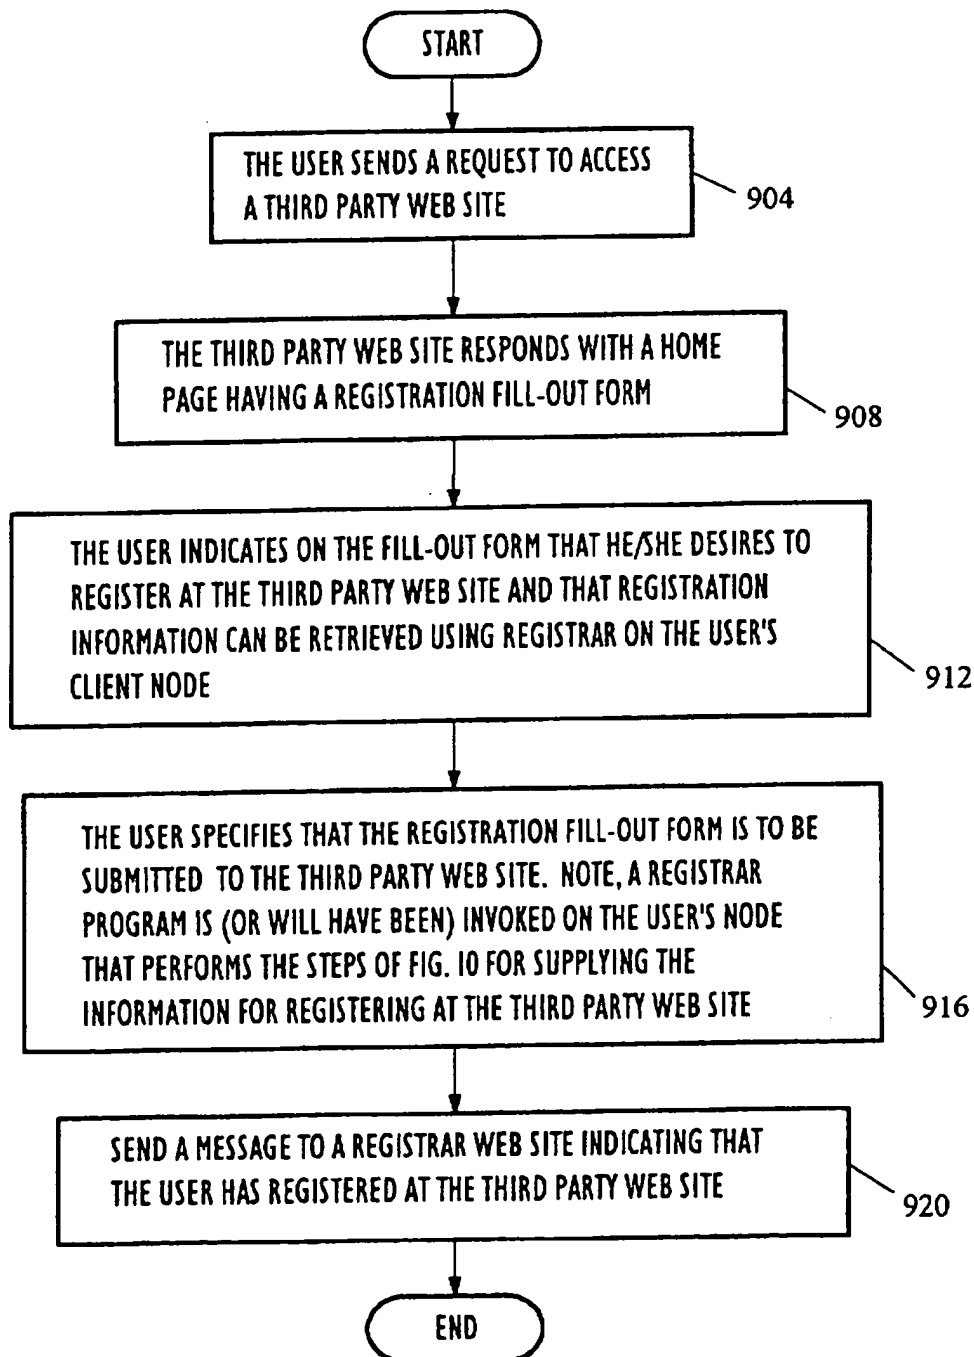 START
THE USER SENDS A REQUEST TO ACCESS
A THIRD PARTY WEB SITE
904
THE THIRD PARTY WEB SITE RESPONDS WITH A HOME
PAGE HAVING A REGISTRATION FILL-OUT FORM
908
THE USER INDICATES ON THE FILL-OUT FORM THAT HE/SHE DESIRES TO
REGISTER AT THE THIRD PARTY WEB SITE AND THAT REGISTRATION
INFORMATION CAN BE RETRIEVED USING REGISTRAR ON THE USER'S
CLIENT NODE
912
THE USER SPECIFIES THAT THE REGISTRATION FILL-OUT FORM IS TO BE
SUBMITTED TO THE THIRD PARTY WEB SITE. NOTE, A REGISTRAR
PROGRAM IS (OR WILL HAVE BEEN) INVOKED ON THE USER'S NODE
THAT PERFORMS THE STEPS OF FIG. 10 FOR SUPPLYING THE
INFORMATION FOR REGISTERING AT THE THIRD PARTY WEB SITE
916
SEND A MESSAGE TO A REGISTRAR WEB SITE INDICATING THAT
THE USER HAS REGISTERED AT THE THIRD PARTY WEB SITE
920
END